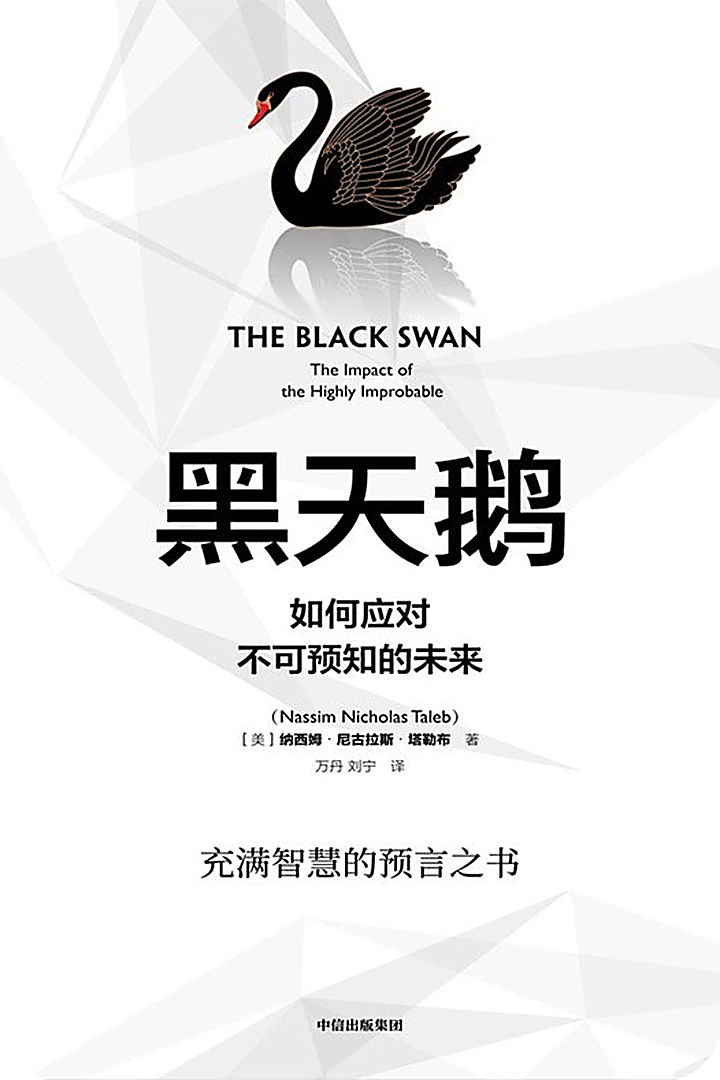 THE BLACK SWAN
The Impact of
the Highly Improbable
黑天鹅
如何应对
不可预知的未来
（Nassim Nicholas Taleb）
［美］纳西姆·尼古拉斯·塔勒布 著
万丹 刘宁 译
充满智慧的预言之书
中信出版集团